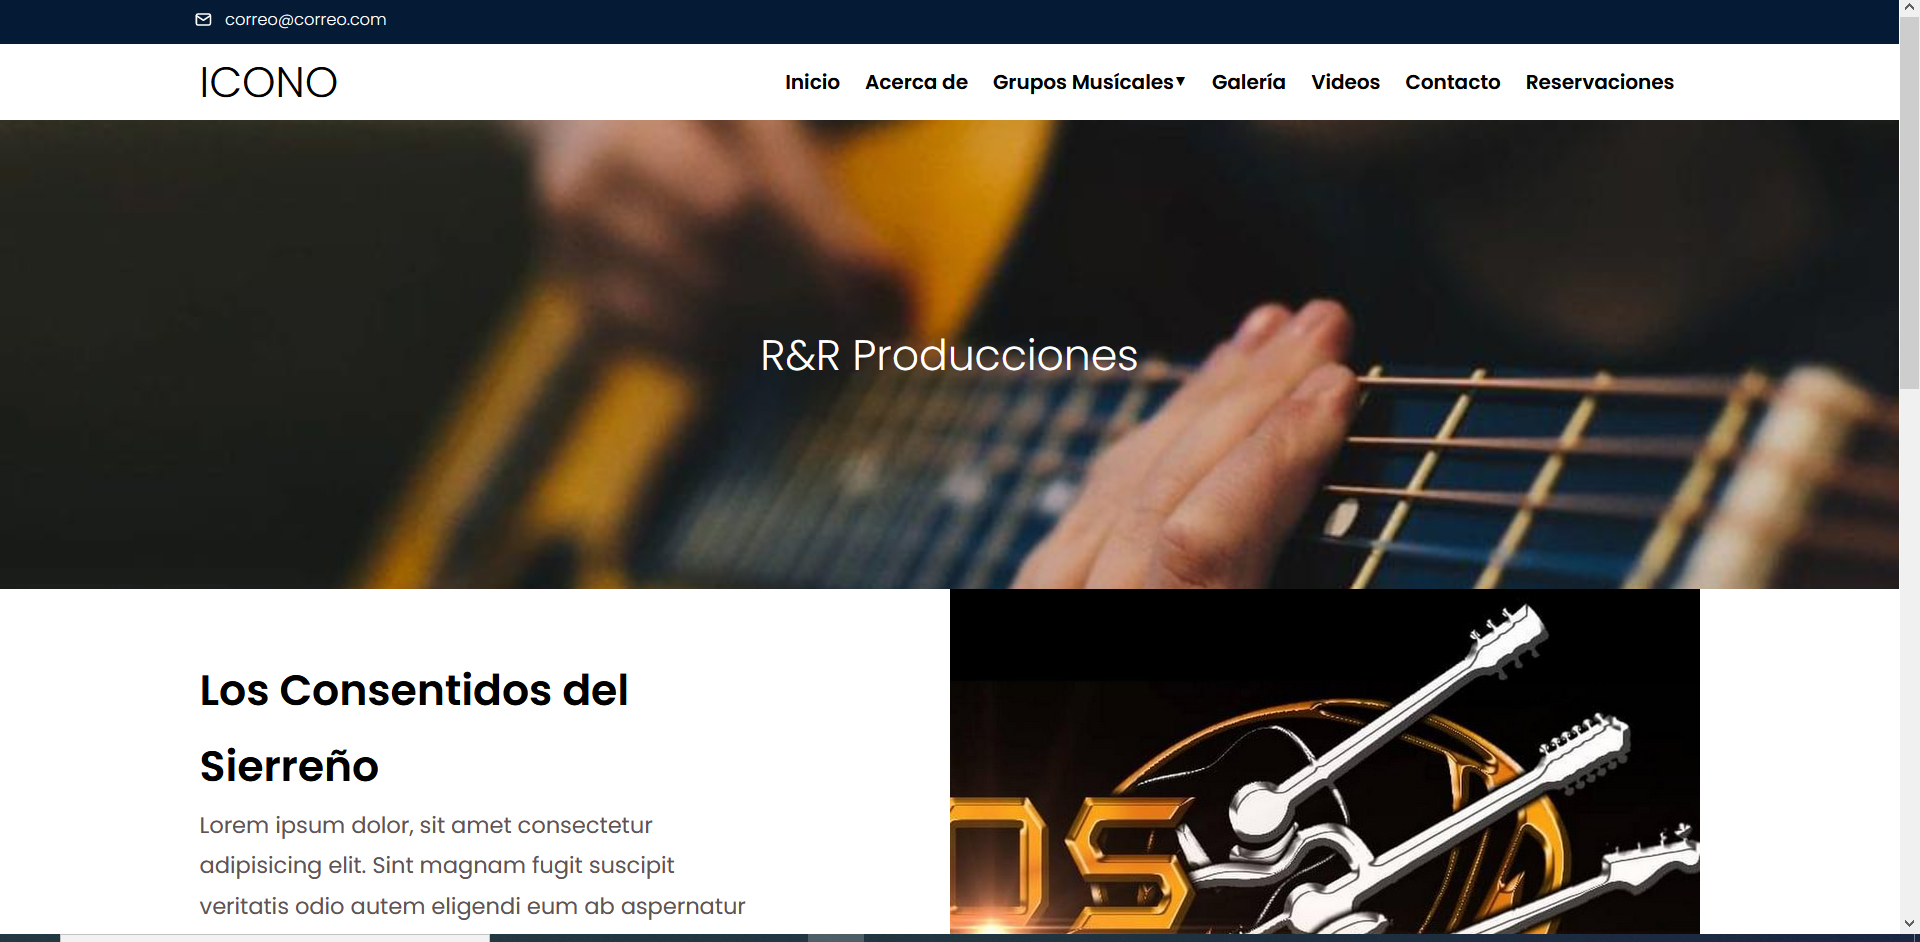 correo@correo.com
ICONO
Inicio Acerca de Grupos Musícales▼ Galería Videos Contacto Reservaciones
R&R Producciones
Los Consentidos del
Sierreño
Lorem ipsum dolor, sit amet consectetur
adipisicing elit. Sint magnam fugit suscipit
veritatis odio autem eligendi eum ab aspernatur
OS